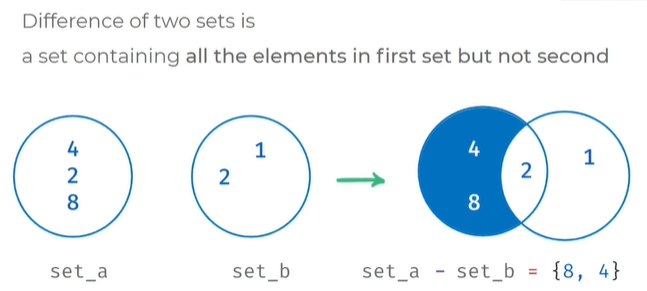 Difference of two sets is
a set containing all the elements in first set but not second
4
2
8
1
2
4
8
2
1
set_a
set_b
set_a - set_b = {8, 4}